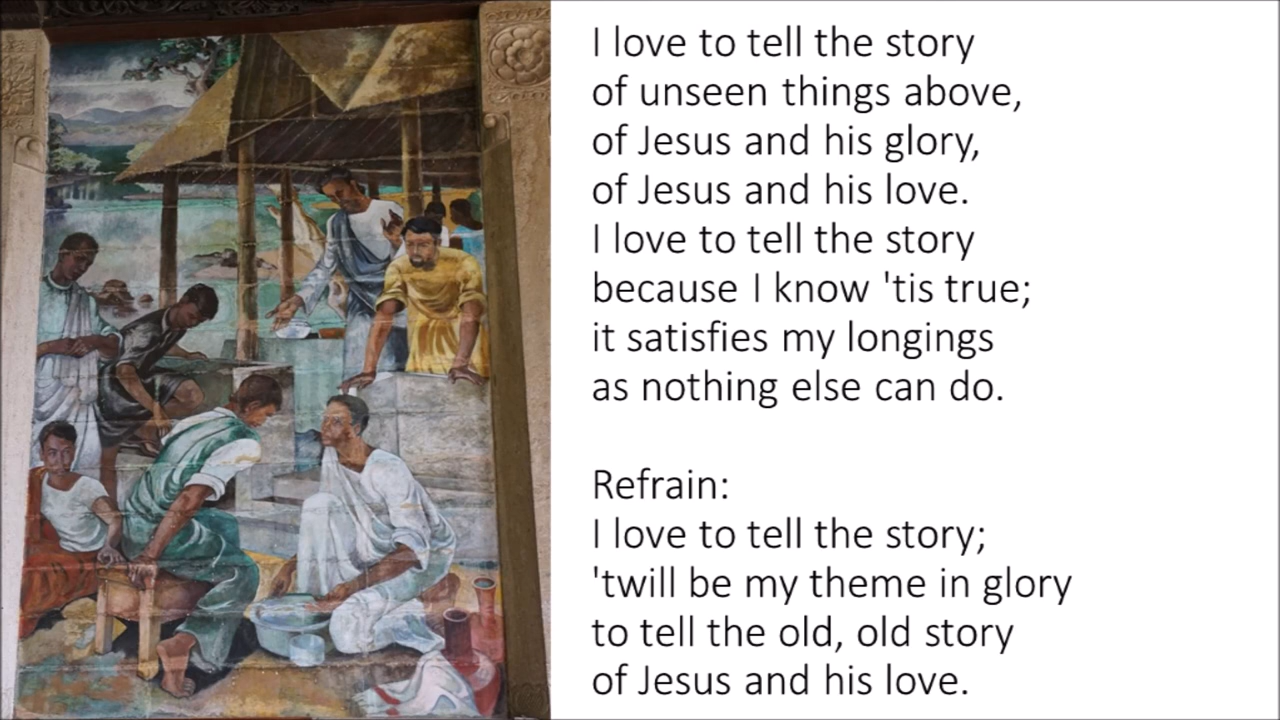 I love to tell the story
of unseen things above,
of Jesus and his glory,
of Jesus and his love.
I love to tell the story
because I know 'tis true;
it satisfies my longings
as nothing else can do.
Refrain:
I love to tell the story;
'twill be my theme in glory
to tell the old, old story
of Jesus and his love.